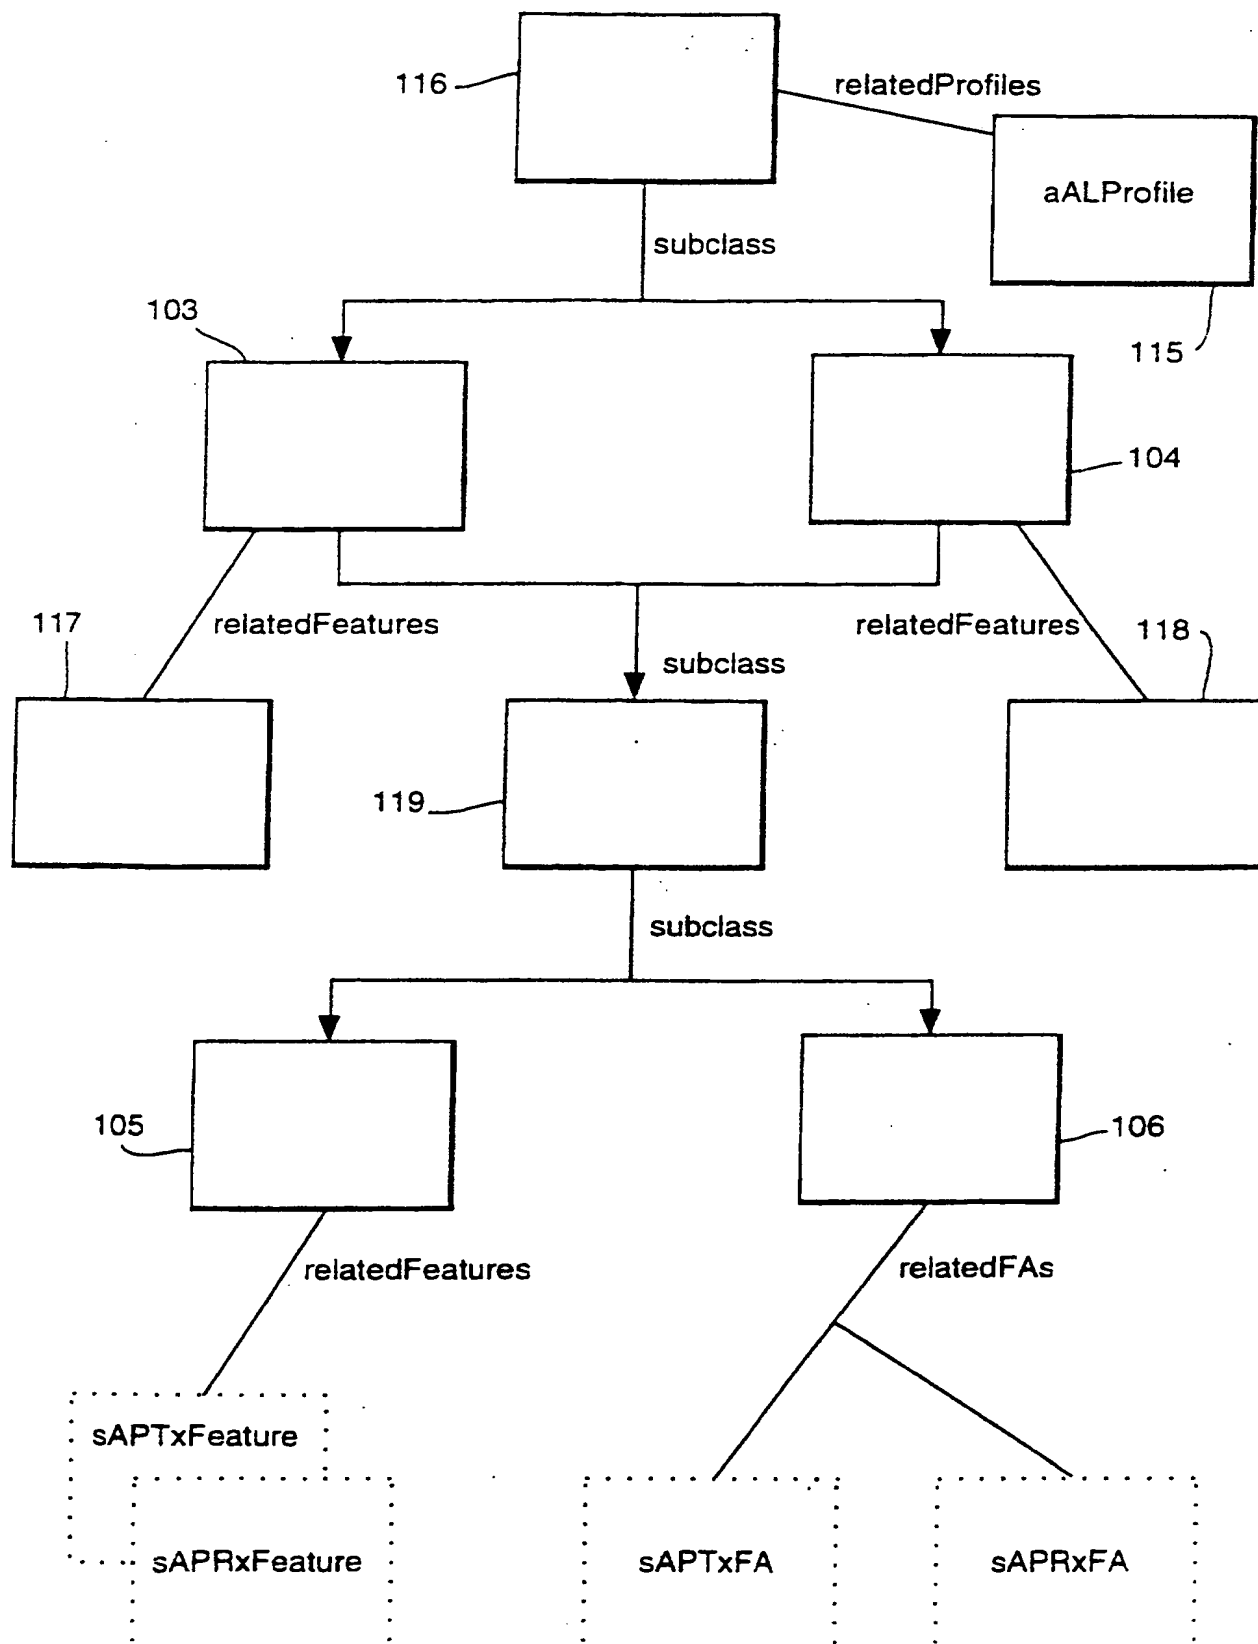 116
relatedProfiles
aALProfile
subclass
103
115
104
117
relatedFeatures
relatedFeatures
118
subclass
119
subclass
105
106
relatedFeatures
relatedFAs
sAPTxFeature
sAPRxFeature
sAPTxFA
sAPRxFA